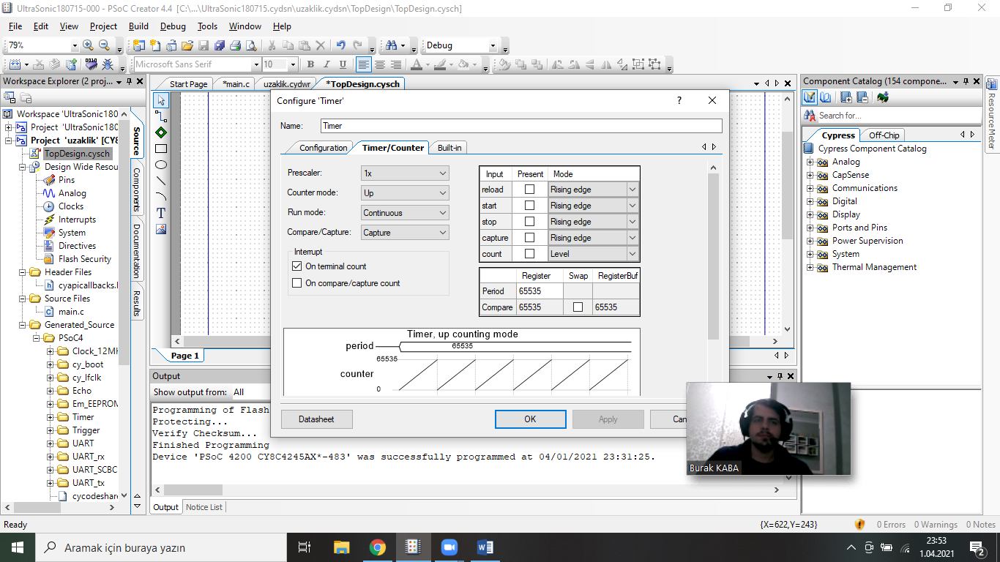 UltraSonic180715-000 - PSoC Creator 4.4 [C:\...\UltraSonic180715.cydsn\uzaklik.cydsn\TopDesign\TopDesign.cysch]
File Edit View Project Build Debug Tools Window Help
79%
Debug
Microsoft Sans Serif 10 B I U A
Workspace Explorer (2 proj...
Workspace 'UltraSonic180
Project 'UltraSonic180
Project 'uzaklik' [CY8
TopDesign.cysch
Design Wide Resou
Pins
Analog
Clocks
Interrupts
System
Directives
Flash Security
Header Files
cyapicallbacks.h
Source Files
main.c
Generated_Source
PSoC4
Clock_12MH
cy_boot
cy_lfclk
Echo
Em_EEPROM
Timer
Trigger
UART
UART_rx
UART_SCBC
UART_tx
cycodeshare
Source
Components
Documentation
Results
Start Page
*main.c
uzaklik.cydwr
*TopDesign.cysch
T
Page 1
Configure 'Timer'
?
Name: Timer
Configuration Timer/Counter Built-in
Prescaler: 1x
Counter mode: Up
Run mode: Continuous
Compare/Capture: Capture
Interrupt
On terminal count
On compare/capture count
Input Present Mode
reload Rising edge
start Rising edge
stop Rising edge
capture Rising edge
count Level
Register Swap RegisterBuf
Period 65535
Compare 65535 65535
Timer, up counting mode
period 65535
65535
counter
0
Datasheet OK Apply Can
Output
Show output from: All
Programming of Flash
Protecting...
Verify Checksum...
Finished Programming
Device 'PSoC 4200 CY8C4245AX*-483' was successfully programmed at 04/01/2021 23:31:25.
Output Notice List
Component Catalog (154 compone...
Search for...
Cypress Off-Chip
Cypress Component Catalog
Analog
CapSense
Communications
Digital
Display
Ports and Pins
Power Supervision
System
Thermal Management
Resource Meter
Burak KABA
Ready
{X=622,Y=243}
0 Errors 0 Warnings 0 Notes
Aramak için buraya yazın
23:53
1.04.2021
2